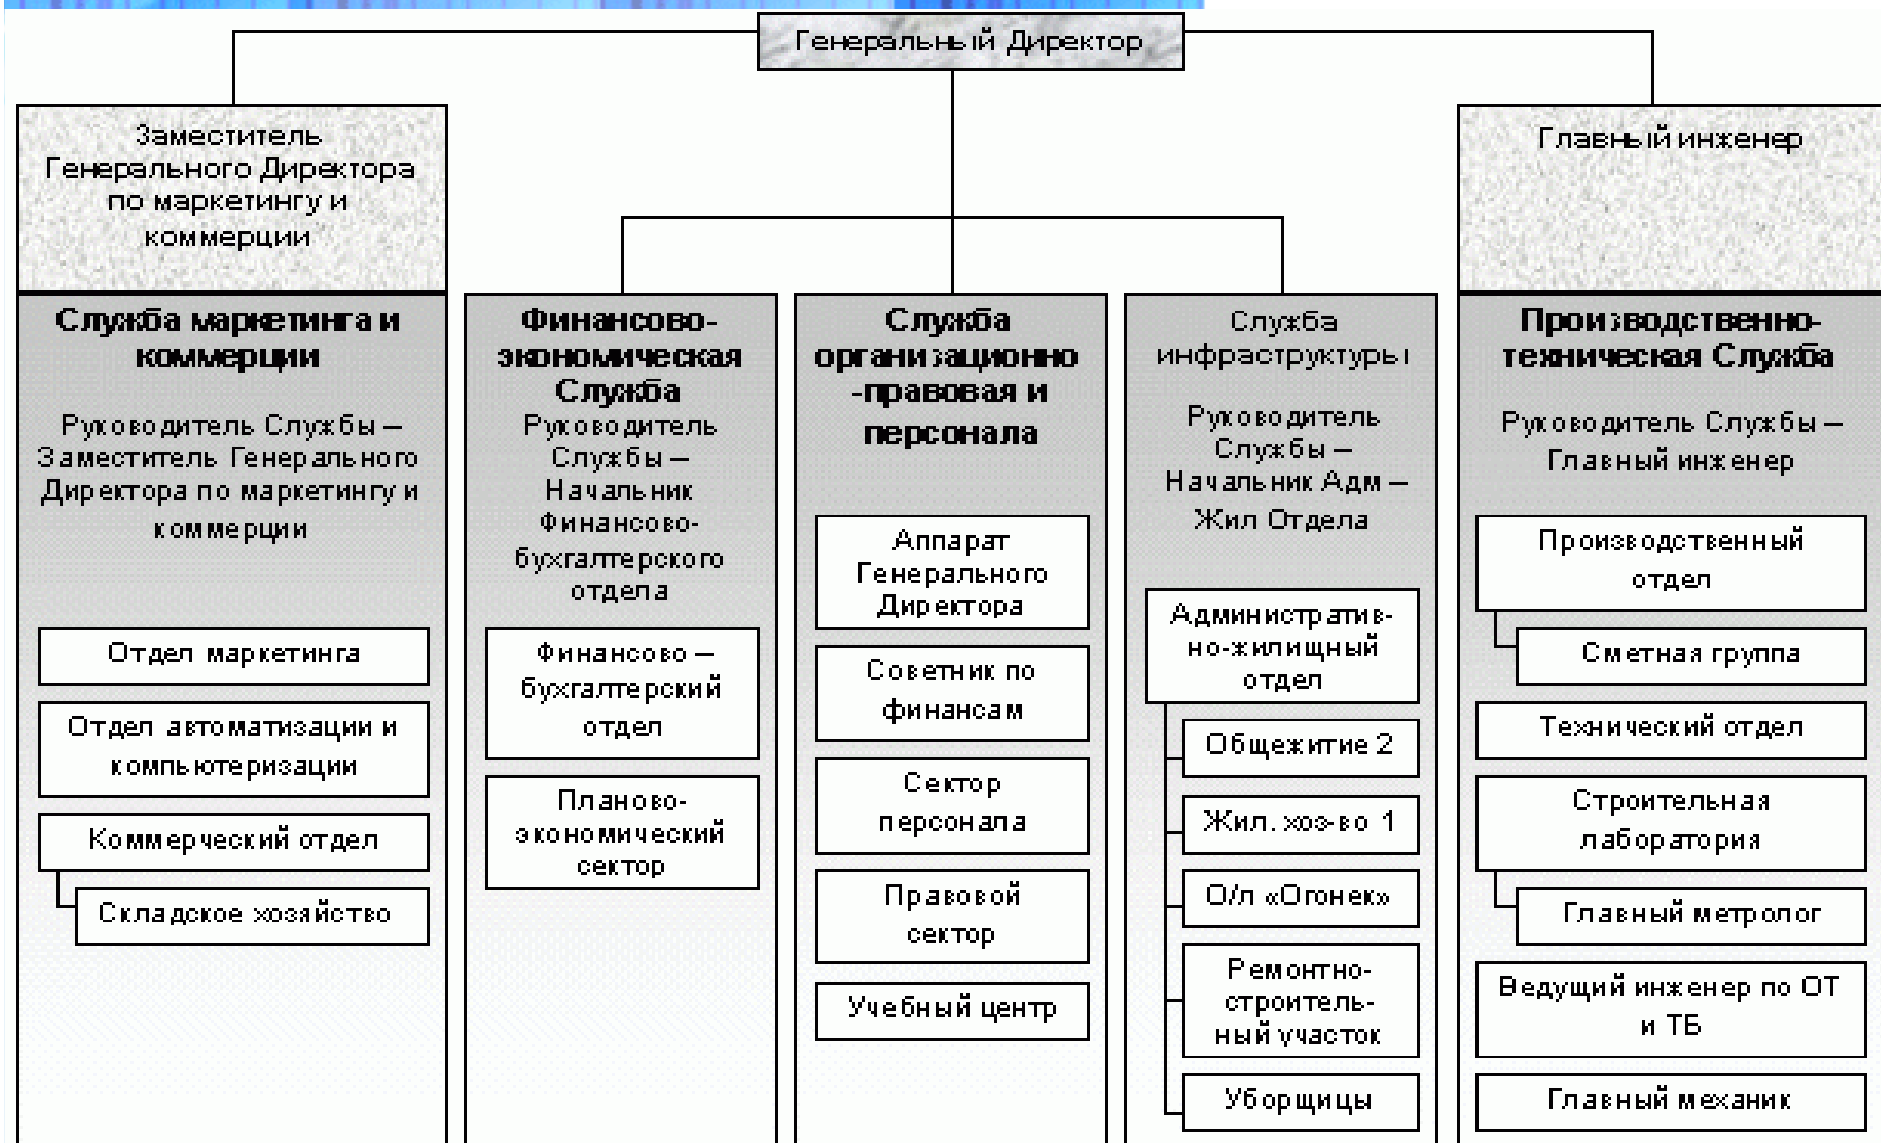 Генеральный Директор
Заместитель
Генерального Директора
по маркетингу и
коммерции
Главный инженер
Служба маркетинга и
коммерции
Руководитель Службы –
Заместитель Генерального
Директора по маркетингу и
коммерции
Отдел маркетинга
Отдел автоматизации и
компьютеризации
Коммерческий отдел
Складское хозяйство
Финансово-
экономическая
Служба
Руководитель
Службы –
Начальник
Финансово-
бухгалтерского
отдела
Финансово –
бухгалтерский
отдел
Планово-
экономический
сектор
Служба
организационно
-правовая и
персонала
Аппарат
Генерального
Директора
Советник по
финансам
Сектор
персонала
Правовой
сектор
Учебный центр
Служба
инфраструктуры
Руководитель
Службы –
Начальник Адм –
Жил Отдела
Административ-
но-жилищный
отдел
Общежитие 2
Жил. хоз-во 1
О/л «Огонек»
Ремонтно-
строитель-
ный участок
Уборщицы
Производственно-
техническая Служба
Руководитель Службы –
Главный инженер
Производственный
отдел
Сметная группа
Технический отдел
Строительная
лаборатория
Главный метролог
Ведущий инженер по ОТ
и ТБ
Главный механик